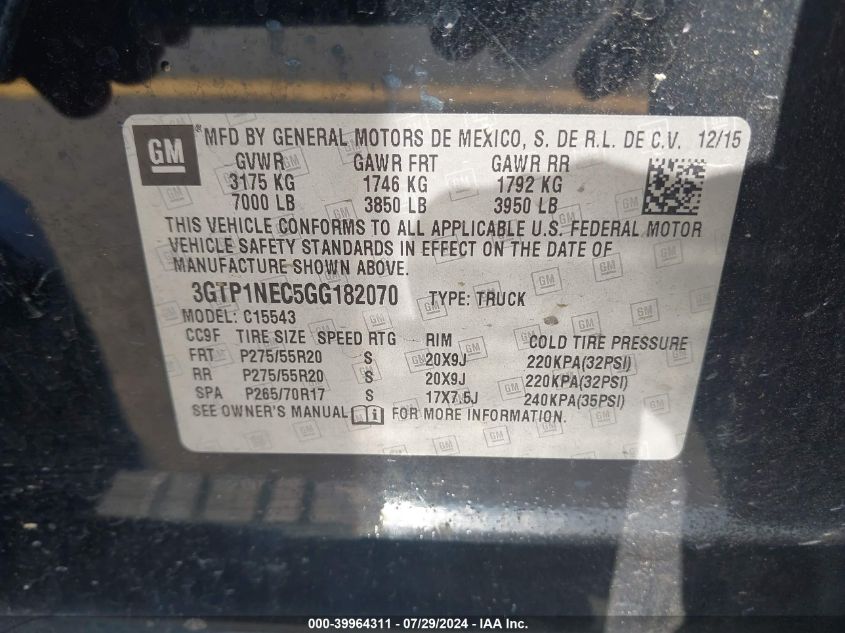 GM ® MFD BY GENERAL MOTORS DE MEXICO, S. DE R.L. DE C.V. 12/15
GVWR GAWR FRT GAWR RR
3175 KG 1746 KG 1792 KG
7000 LB 3850 LB 3950 LB
THIS VEHICLE CONFORMS TO ALL APPLICABLE U.S. FEDERAL MOTOR
VEHICLE SAFETY STANDARDS IN EFFECT ON THE DATE OF
MANUFACTURE SHOWN ABOVE.
3GTP1NEC5GG182070 TYPE: TRUCK
MODEL: C15543
CC9F TIRE SIZE SPEED RTG RIM COLD TIRE PRESSURE
FRT P275/55R20 S 20X9J 220KPA(32PSI)
RR P275/55R20 S 20X9J 220KPA(32PSI)
SPA P265/70R17 S 17X7.5J 240KPA(35PSI)
SEE OWNER'S MANUAL FOR MORE INFORMATION.
000-39964311 - 07/29/2024 - IAA Inc.